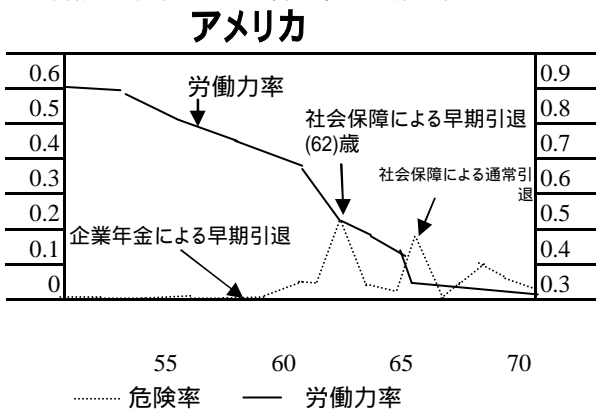 アメリカ
0.6
0.5
0.4
0.3
0.2
0.1
0
労働力率
社会保障による早期引退
(62)歳
社会保障による通常引
退
企業年金による早期引退
0.9
0.8
0.7
0.6
0.5
0.4
0.3
55 60 65 70
危険率 労働力率